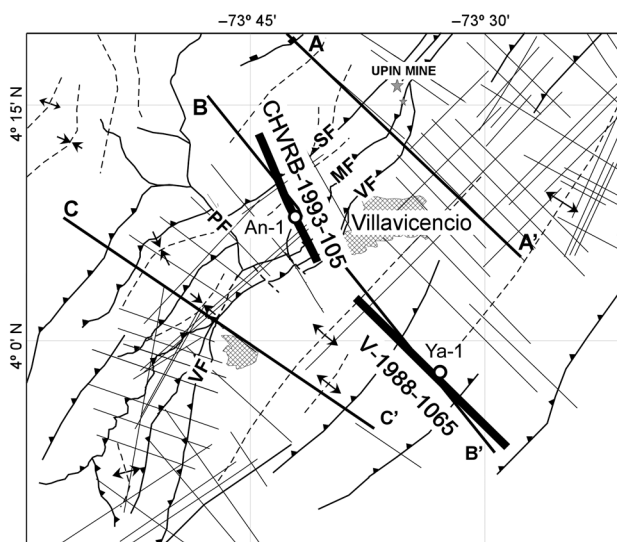 −73° 45'
−73° 30'
A
UPIN MINE
4° 15'
B
CHVRB-1993-105
SF
MF
VF
C
PF
An-1
Villavicencio
A'
4° 0'
Ya-1
V-1988-1065
VF
C'
B'